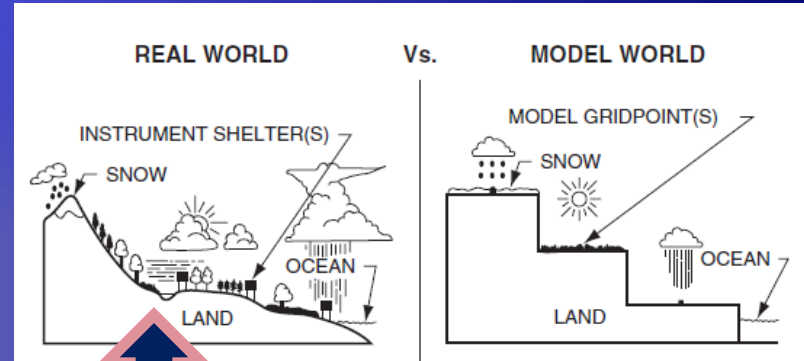 REAL WORLD Vs. MODEL WORLD
INSTRUMENT SHELTER(S)
SNOW
OCEAN
LAND
MODEL GRIDPOINT(S)
SNOW
OCEAN
LAND